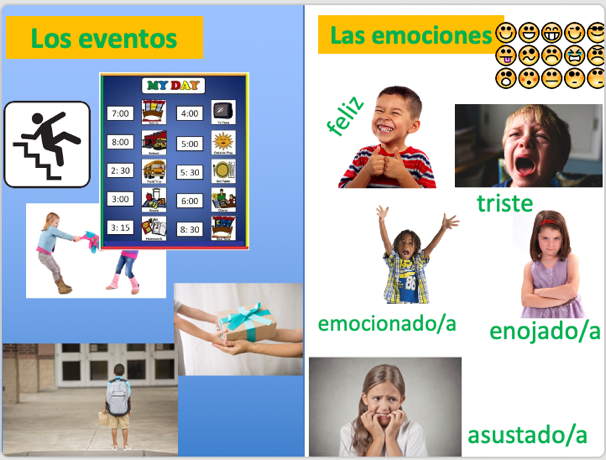 Los eventos
MY DAY
7:00
4:00
8:00
5:00
2:30
5:30
3:00
6:00
3:15
8:30
Las emociones
feliz
triste
emocionado/a
enojado/a
asustado/a